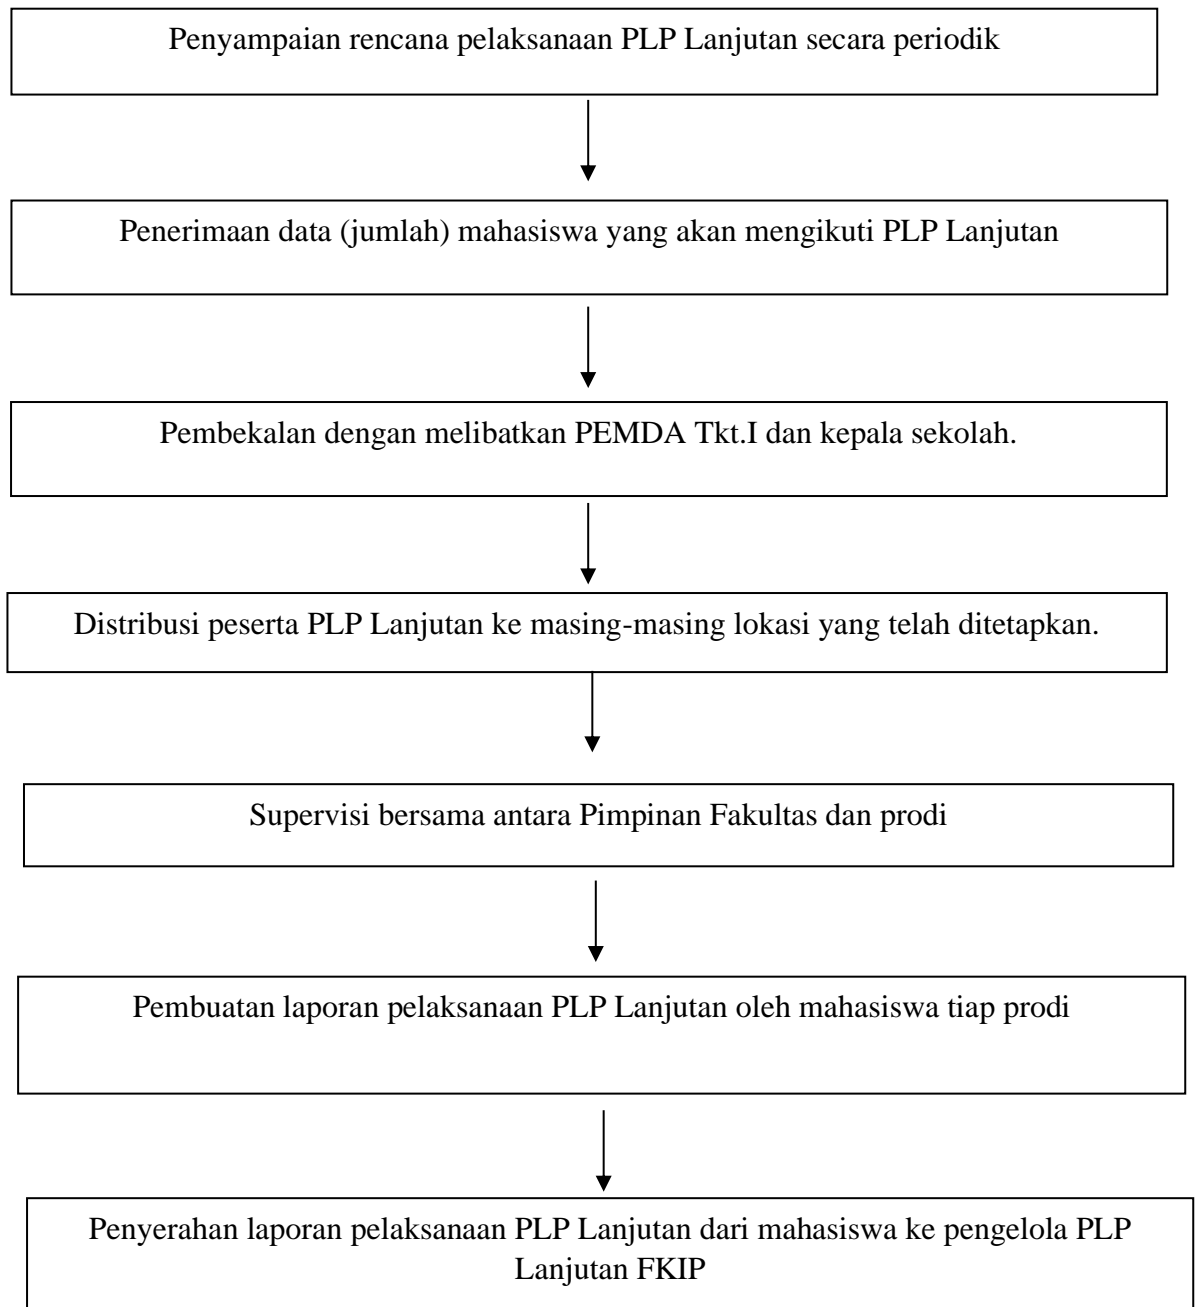 Penyampaian rencana pelaksanaan PLP Lanjutan secara periodik
Penerimaan data (jumlah) mahasiswa yang akan mengikuti PLP Lanjutan
Pembekalan dengan melibatkan PEMDA Tkt.I dan kepala sekolah.
Distribusi peserta PLP Lanjutan ke masing-masing lokasi yang telah ditetapkan.
Supervisi bersama antara Pimpinan Fakultas dan prodi
Pembuatan laporan pelaksanaan PLP Lanjutan oleh mahasiswa tiap prodi
Penyerahan laporan pelaksanaan PLP Lanjutan dari mahasiswa ke pengelola PLP
Lanjutan FKIP